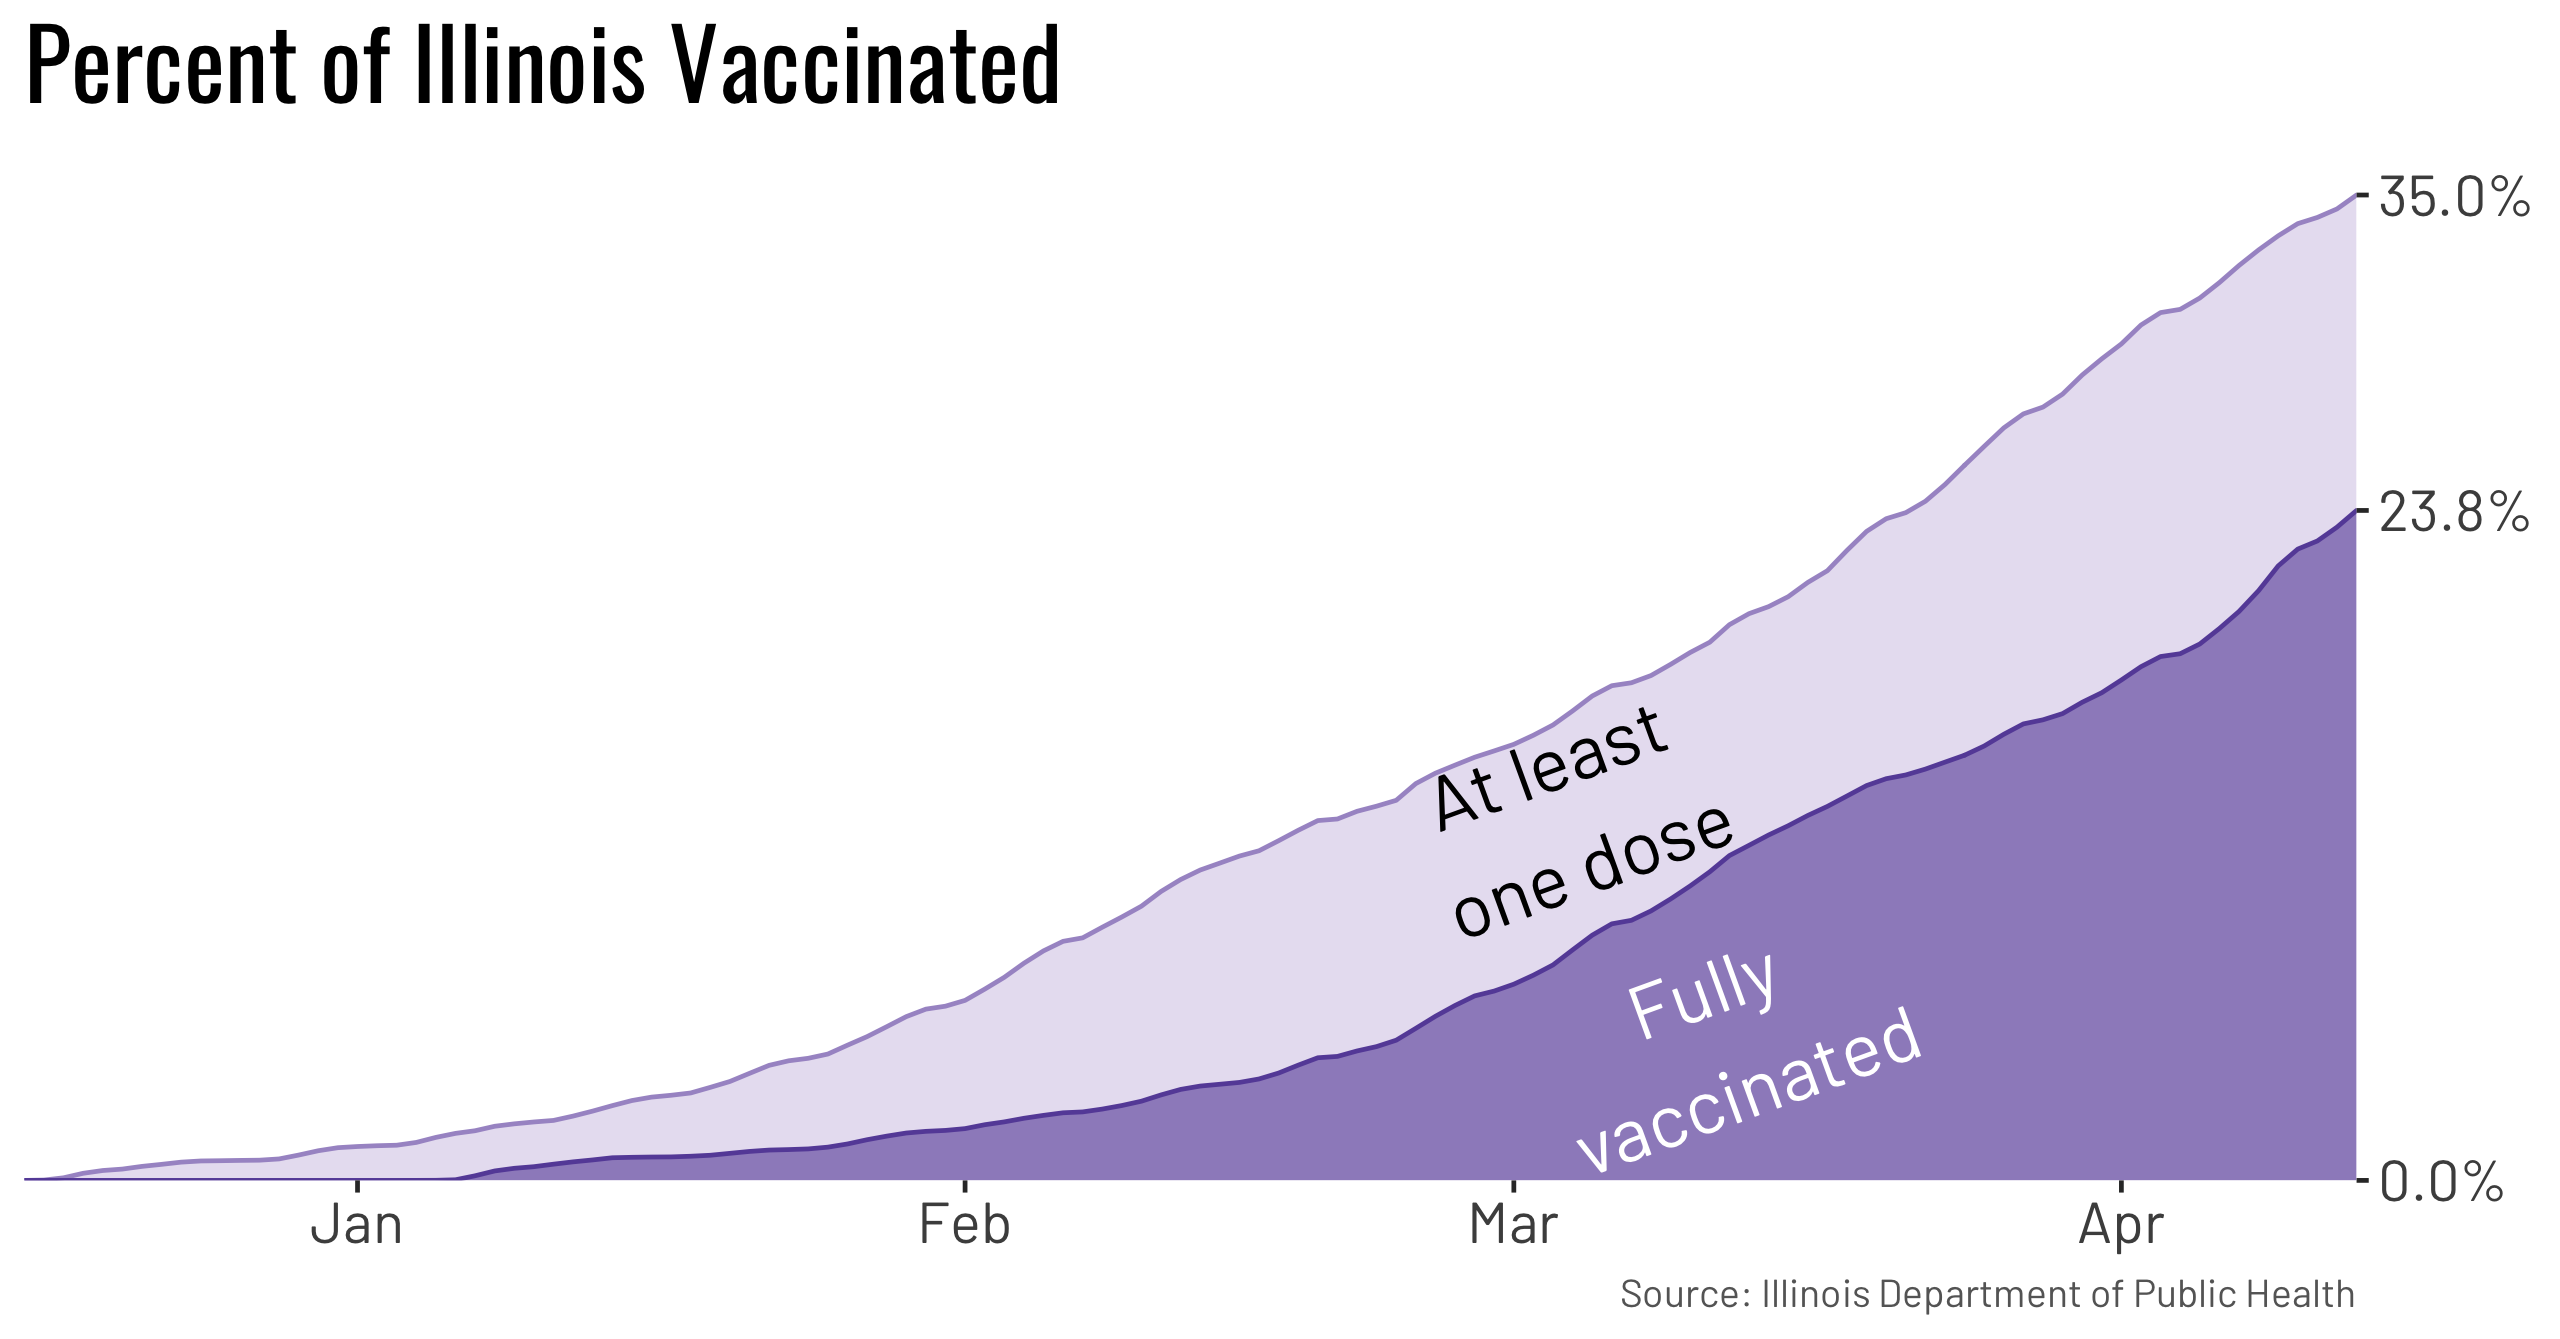 Percent of Illinois Vaccinated
35.0%
23.8%
At least
one dose
Fully
vaccinated
0.0%
Jan Feb Mar Apr
Source: Illinois Department of Public Health